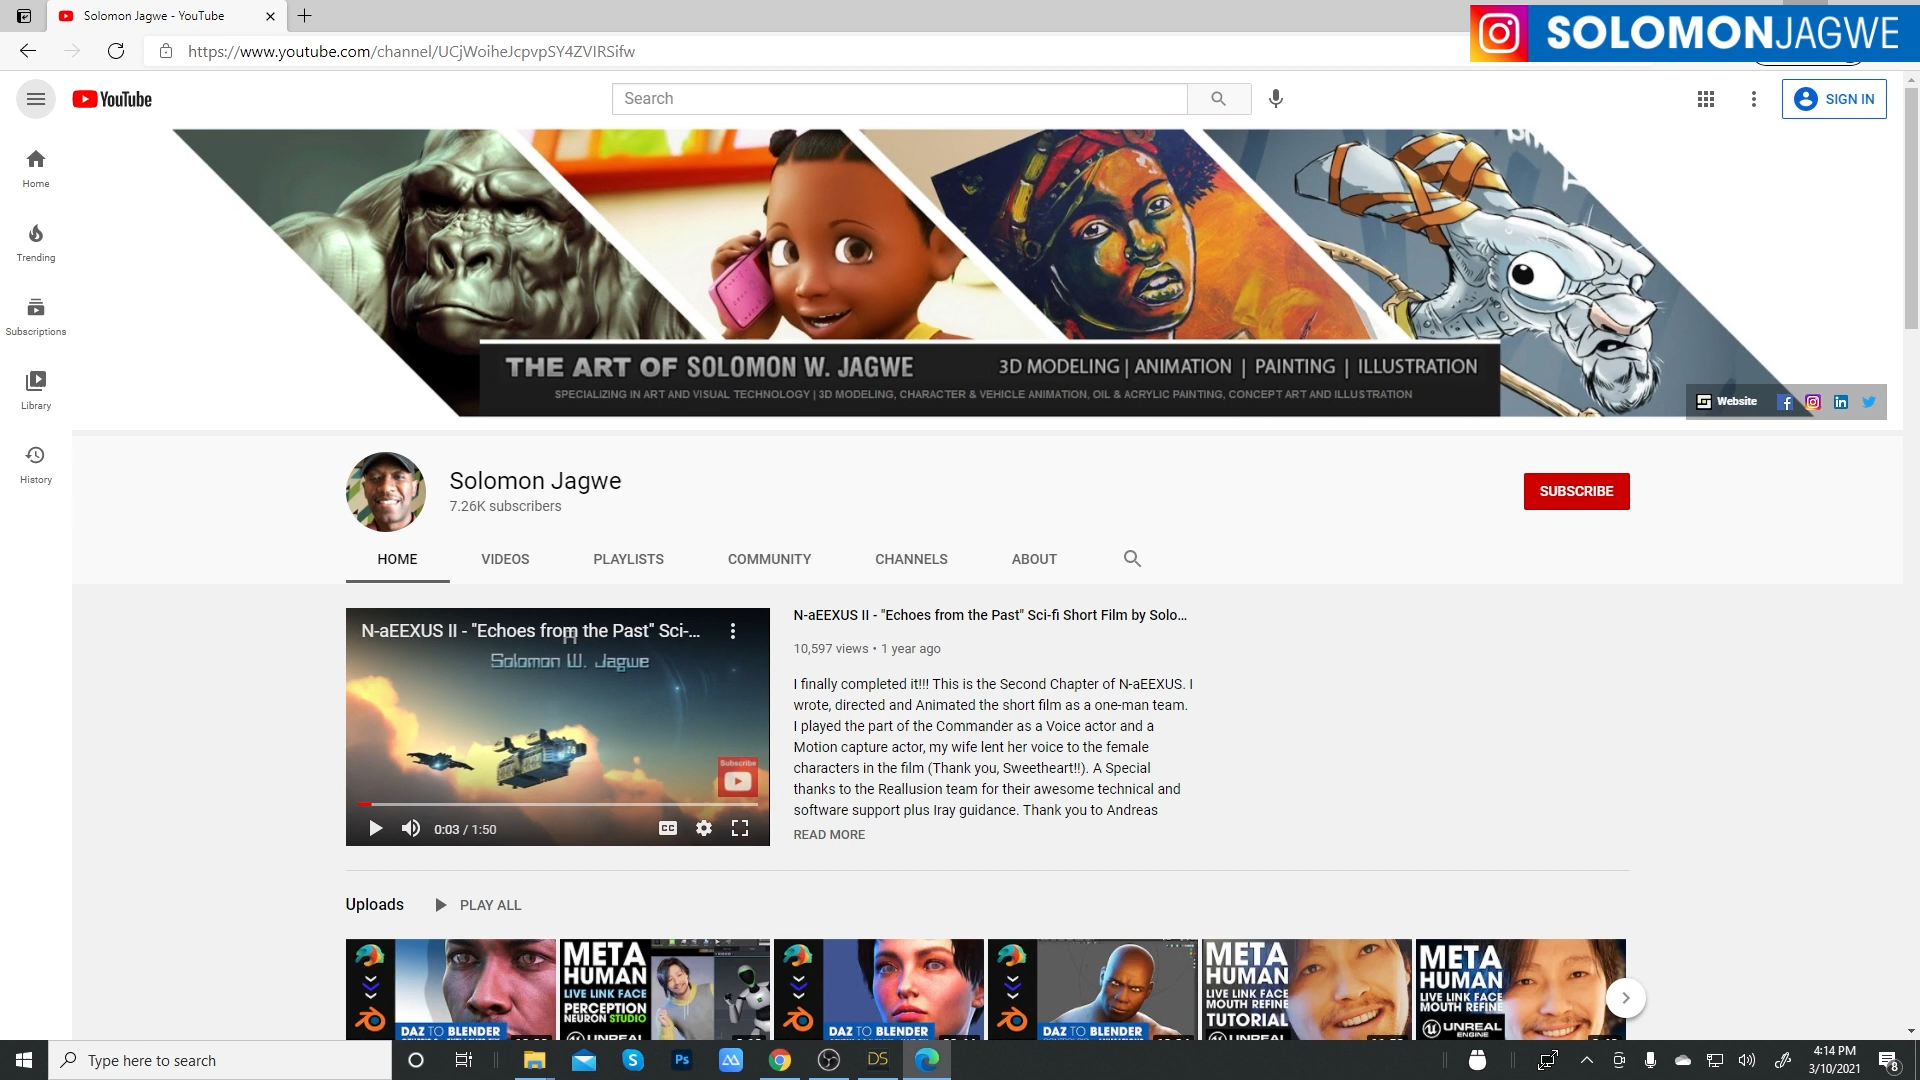 Solomon Jagwe - YouTube
https://www.youtube.com/channel/UCjWoiheJcpvpSY4ZVIRSifw
SOLOMONJAGWE
YouTube
Search
SIGN IN
Home
Trending
Subscriptions
Library
History
THE ART OF SOLOMON W. JAGWE
3D MODELING | ANIMATION | PAINTING | ILLUSTRATION
SPECIALIZING IN ART AND VISUAL TECHNOLOGY | 3D MODELING, CHARACTER & VEHICLE ANIMATION, OIL & ACRYLIC PAINTING, CONCEPT ART AND ILLUSTRATION
Website
Solomon Jagwe
7.26K subscribers
SUBSCRIBE
HOME
VIDEOS
PLAYLISTS
COMMUNITY
CHANNELS
ABOUT
N-aEEXUS II - "Echoes from the Past" Sci-...
Solomon W. Jagwe
Subscribe
0:03 / 1:50
CC
N-aEEXUS II - "Echoes from the Past" Sci-fi Short Film by Solo...
10,597 views • 1 year ago
I finally completed it!!! This is the Second Chapter of N-aEEXUS. I
wrote, directed and Animated the short film as a one-man team.
I played the part of the Commander as a Voice actor and a
Motion capture actor, my wife lent her voice to the female
characters in the film (Thank you, Sweetheart!!). A Special
thanks to the Reallusion team for their awesome technical and
software support plus Iray guidance. Thank you to Andreas
READ MORE
Uploads
PLAY ALL
DAZ TO BLENDER
META
HUMAN
LIVE LINK FACE
PERCEPTION
NEURON STUDIO
UNREAL
DAZ TO BLENDER
DAZ TO BLENDER
META
HUMAN
LIVE LINK FACE
MOUTH REFINE
TUTORIAL
UNREAL
META
HUMAN
LIVE LINK FACE
MOUTH REFINE
UNREAL
ENGINE
Type here to search
Ps
DS
4:14 PM
3/10/2021
8